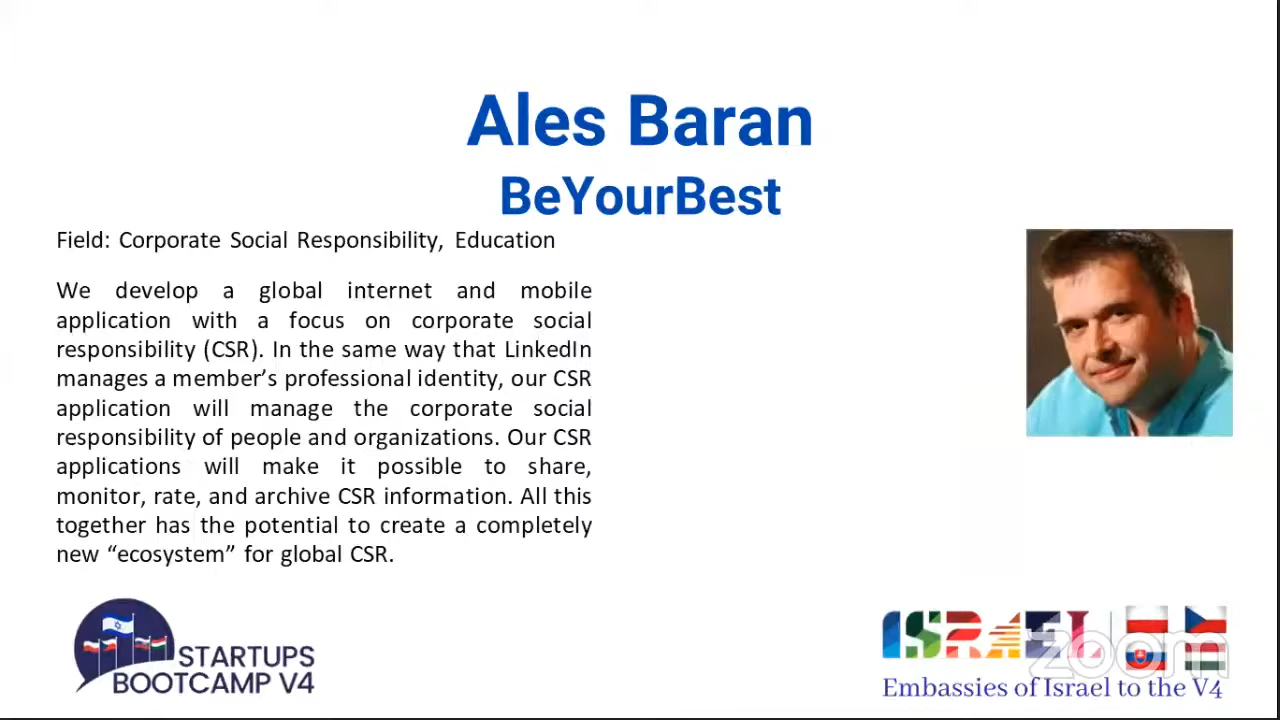 Ales Baran
BeYourBest
Field: Corporate Social Responsibility, Education
We develop a global internet and mobile
application with a focus on corporate social
responsibility (CSR). In the same way that LinkedIn
manages a member’s professional identity, our CSR
application will manage the corporate social
responsibility of people and organizations. Our CSR
applications will make it possible to share,
monitor, rate, and archive CSR information. All this
together has the potential to create a completely
new “ecosystem” for global CSR.
STARTUPS
BOOTCAMP V4
ISRAEL
zoom
Embassies of Israel to the V4